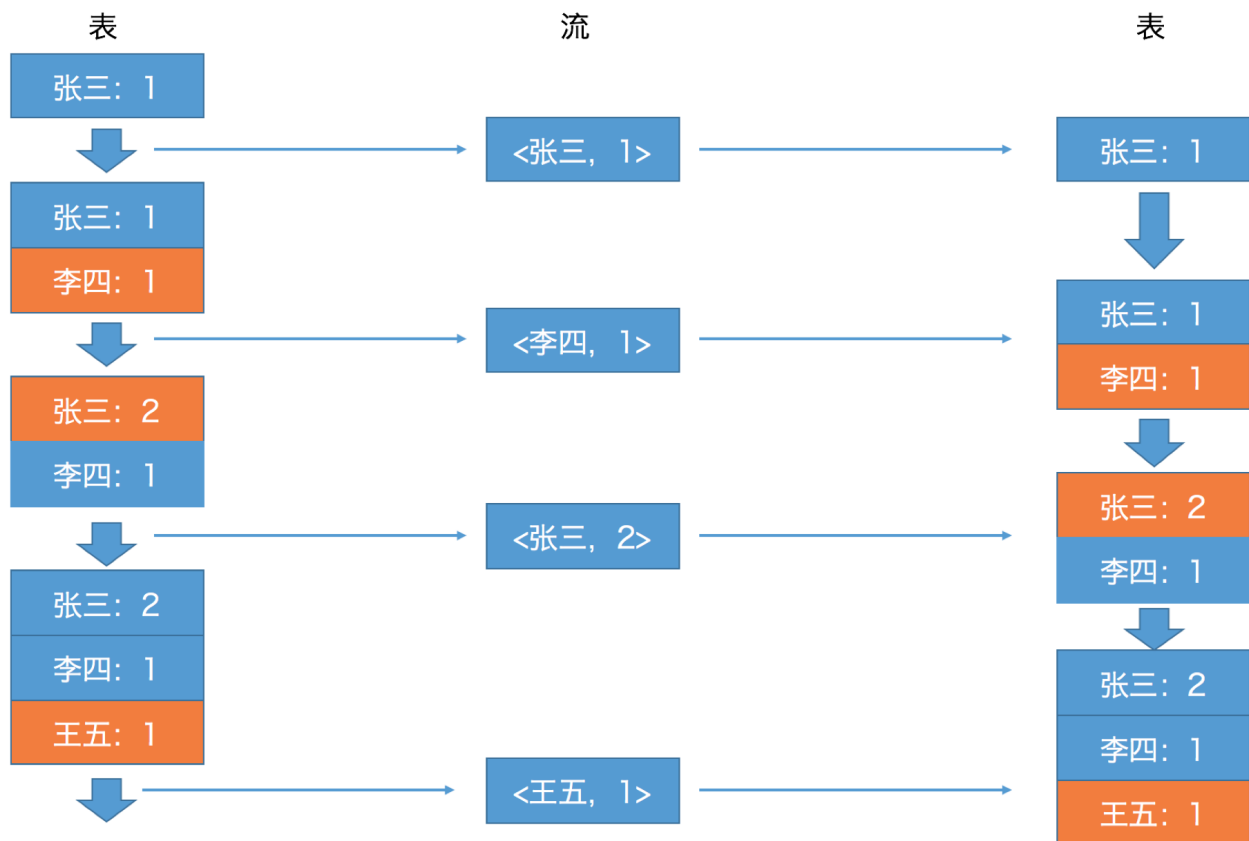 表
流
表
张三：1
<张三，1>
张三：1
张三：1
李四：1
<李四，1>
张三：1
李四：1
张三：2
李四：1
<张三，2>
张三：2
李四：1
张三：2
李四：1
王五：1
<王五，1>
张三：2
李四：1
王五：1